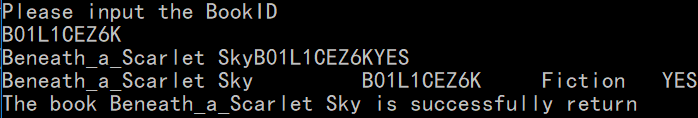 Please input the BookID
B01L1CEZ6K
Beneath_a_Scarlet SkyB01L1CEZ6KYES
Beneath_a_Scarlet Sky B01L1CEZ6K Fiction YES
The book Beneath_a_Scarlet Sky is successfully return